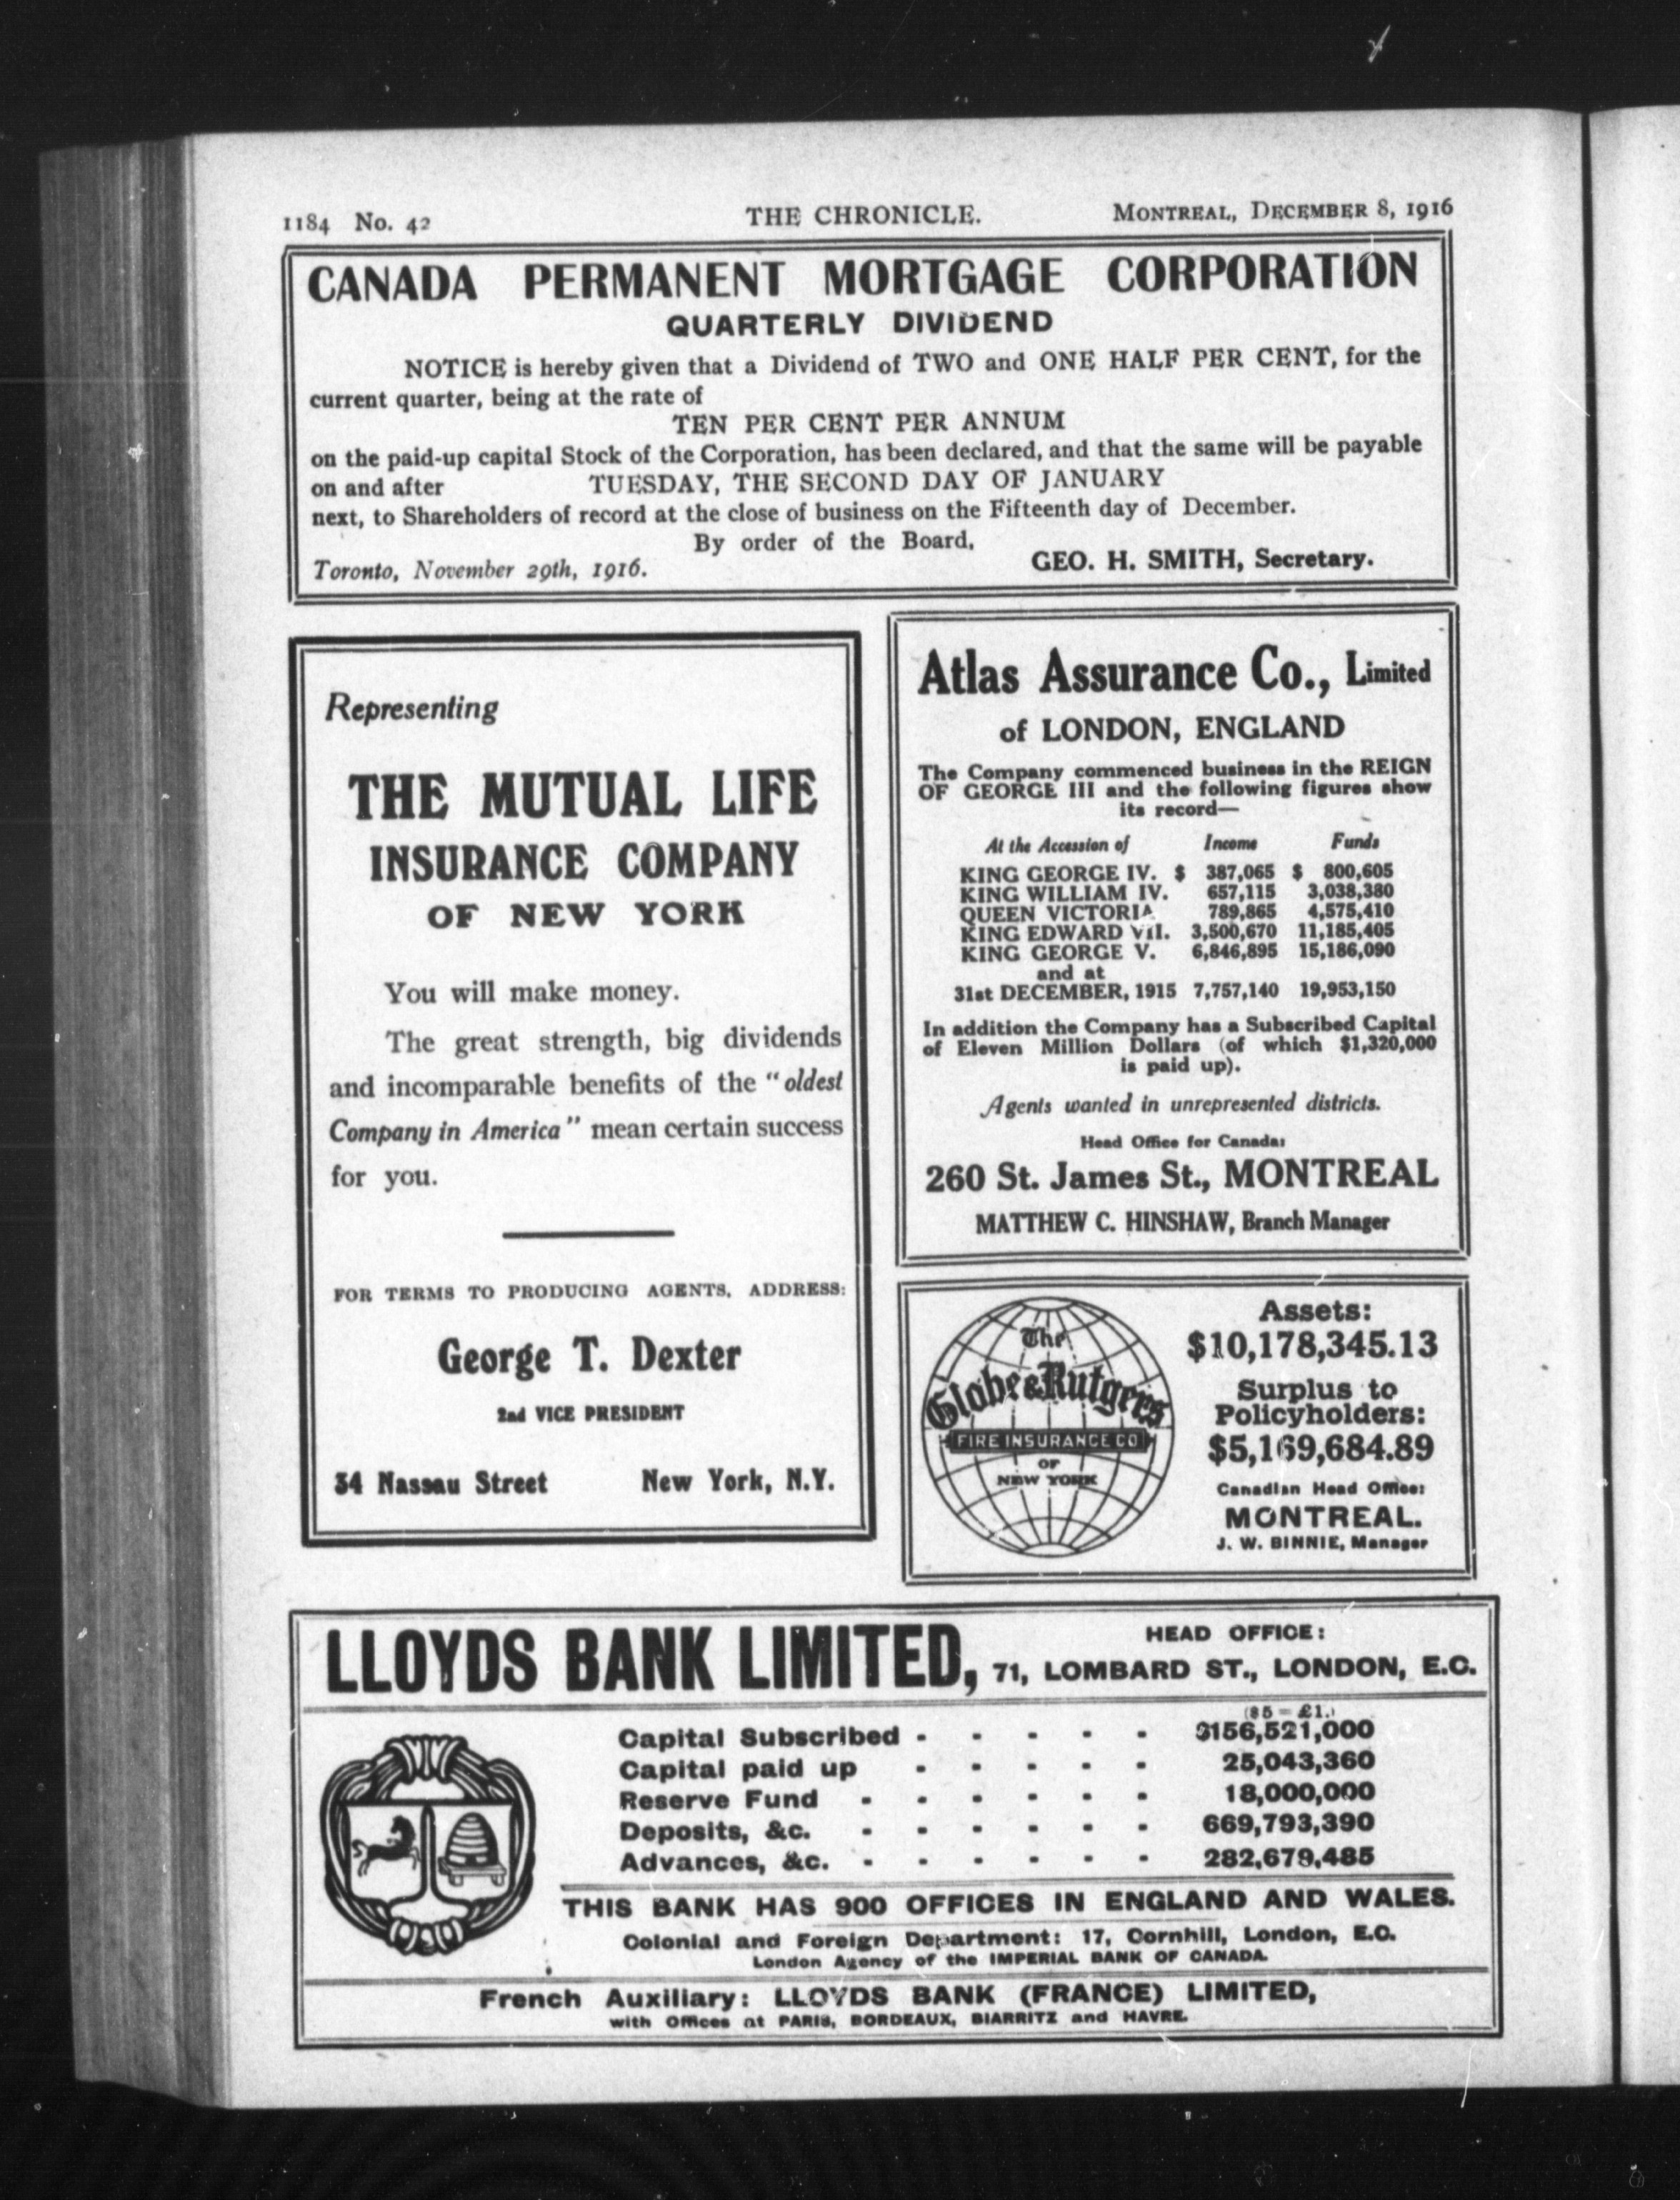 1184 No. 42 THE CHRONICLE. MONTREAL, DECEMBER 8, 1916
CANADA PERMANENT MORTGAGE CORPORATION
QUARTERLY DIVIDEND
NOTICE is hereby given that a Dividend of TWO and ONE HALF PER CENT, for the
current quarter, being at the rate of
TEN PER CENT PER ANNUM
on the paid-up capital Stock of the Corporation, has been declared, and that the same will be payable
on and after TUESDAY, THE SECOND DAY OF JANUARY
next, to Shareholders of record at the close of business on the Fifteenth day of December.
By order of the Board,
Toronto, November 29th, 1916. GEO. H. SMITH, Secretary.
Representing
THE MUTUAL LIFE
INSURANCE COMPANY
OF NEW YORK
You will make money.
The great strength, big dividends
and incomparable benefits of the "oldest
Company in America" mean certain success
for you.
FOR TERMS TO PRODUCING AGENTS, ADDRESS:
George T. Dexter
2nd VICE PRESIDENT
34 Nassau Street New York, N.Y.
Atlas Assurance Co., Limited
of LONDON, ENGLAND
The Company commenced business in the REIGN
OF GEORGE III and the following figures show
its record—
At the Accession of Income Funds
KING GEORGE IV. $ 387,065 $ 800,605
KING WILLIAM IV. 657,115 3,038,380
QUEEN VICTORIA 789,865 4,575,410
KING EDWARD VII. 3,500,670 11,185,405
KING GEORGE V. 6,846,895 15,186,090
and at
31st DECEMBER, 1915 7,757,140 19,953,150
In addition the Company has a Subscribed Capital
of Eleven Million Dollars (of which $1,320,000
is paid up).
Agents wanted in unrepresented districts.
Head Office for Canada:
260 St. James St., MONTREAL
MATTHEW C. HINSHAW, Branch Manager
The
Globe & Rutgers
FIRE INSURANCE CO
OF
NEW YORK
Assets:
$10,178,345.13
Surplus to
Policyholders:
$5,169,684.89
Canadian Head Office:
MONTREAL.
J. W. BINNIE, Manager
LLOYDS BANK LIMITED, HEAD OFFICE:
71, LOMBARD ST., LONDON, E.C.
($5 = £1.)
Capital Subscribed - - - - - $156,521,000
Capital paid up - - - - - 25,043,360
Reserve Fund - - - - - - 18,000,000
Deposits, &c. - - - - - - 669,793,390
Advances, &c. - - - - - - 282,679,485
THIS BANK HAS 900 OFFICES IN ENGLAND AND WALES.
Colonial and Foreign Department: 17, Cornhill, London, E.C.
London Agency of the IMPERIAL BANK OF CANADA.
French Auxiliary: LLOYDS BANK (FRANCE) LIMITED,
with Offices at PARIS, BORDEAUX, BIARRITZ and HAVRE.